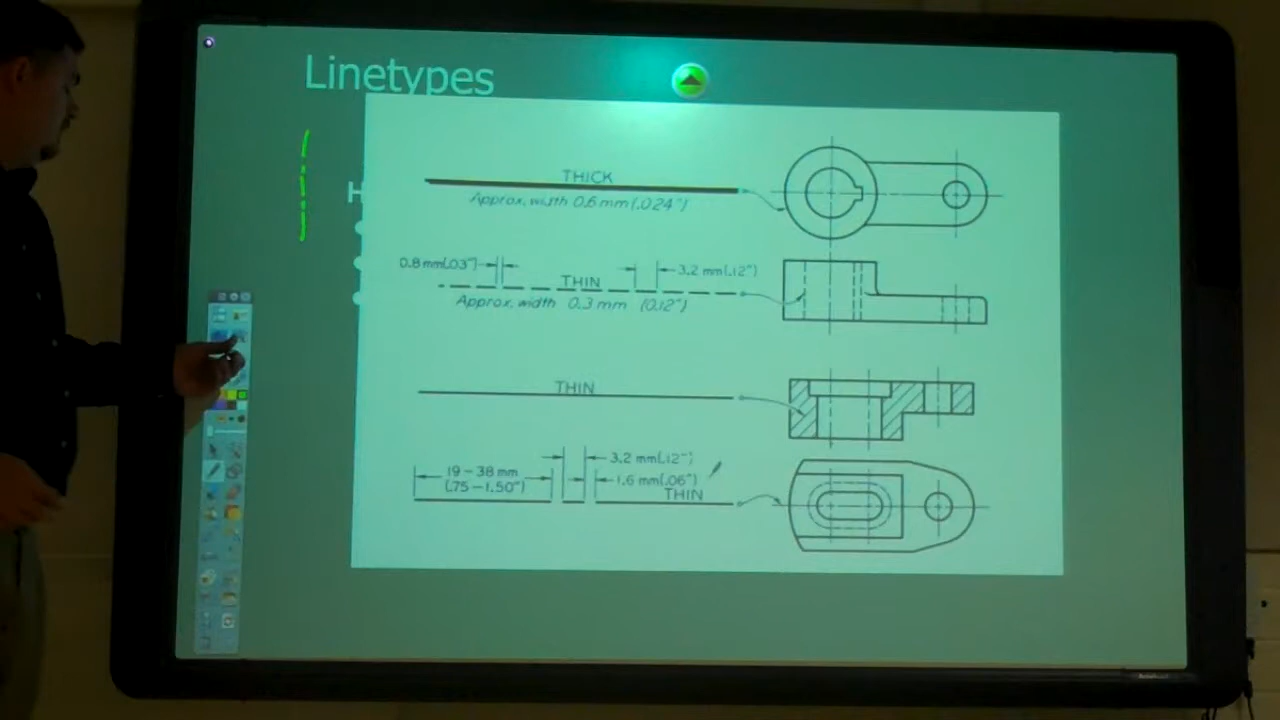 Linetypes
H
THICK
Approx. width 0.6 mm (.024")
0.8 mm(.03")
THIN
3.2 mm(.12")
Approx. width 0.3 mm (0.12")
THIN
19-38 mm
(.75-1.50")
3.2 mm(.12")
1.6 mm(.06")
THIN